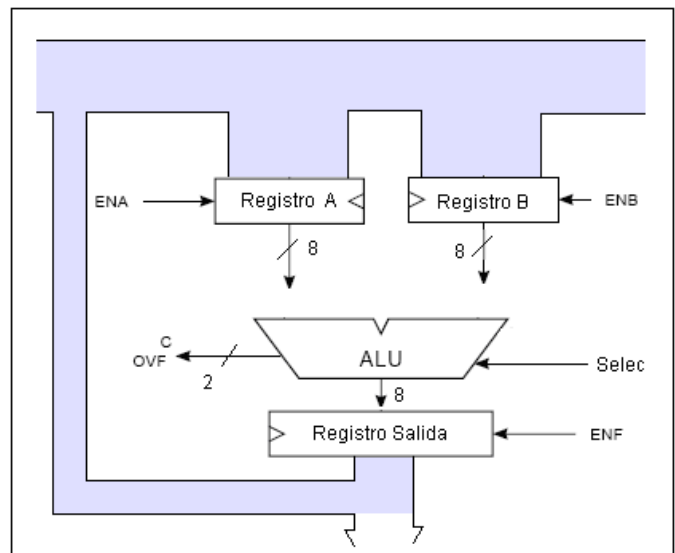 ENA
Registro A
Registro B
ENB
8
8
C
OVF
2
ALU
Selec
8
Registro Salida
ENF